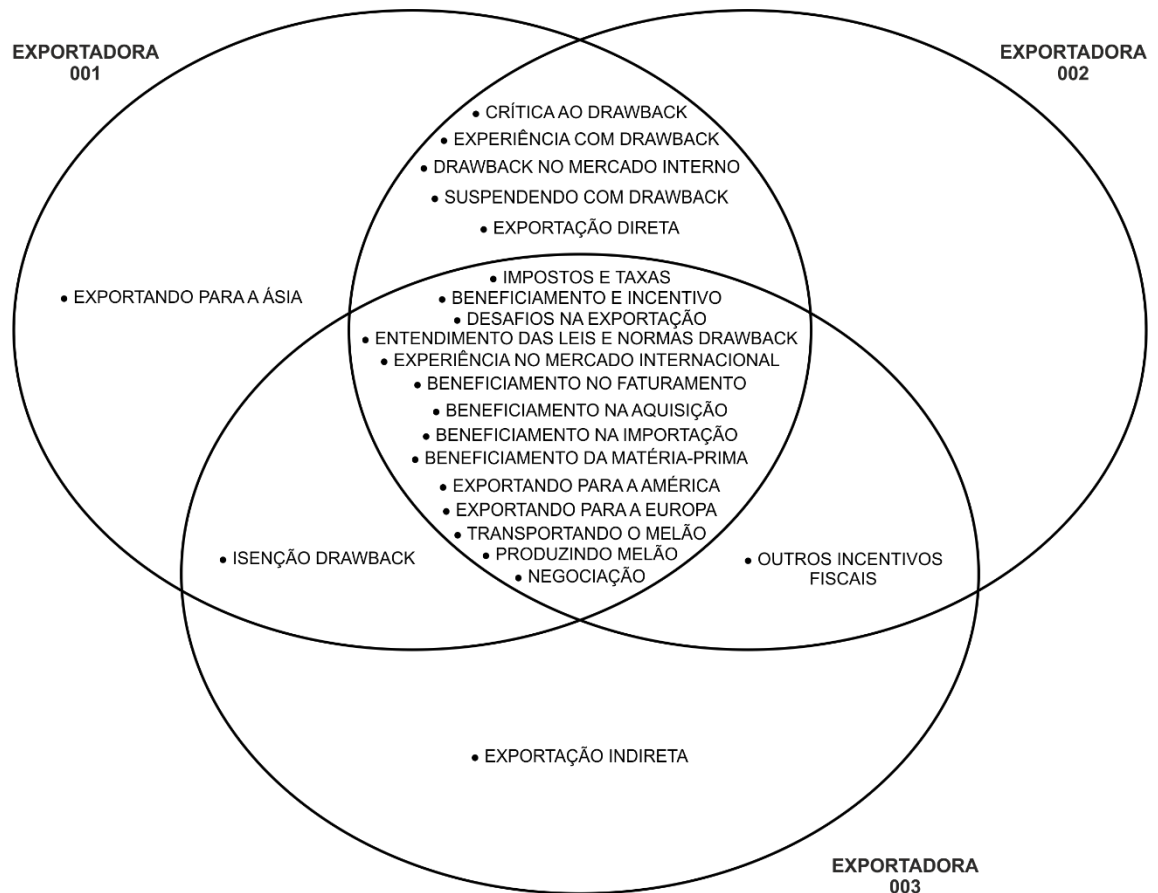 EXPORTADORA
001
EXPORTADORA
002
• CRÍTICA AO DRAWBACK
• EXPERIÊNCIA COM DRAWBACK
• DRAWBACK NO MERCADO INTERNO
• SUSPENDENDO COM DRAWBACK
• EXPORTAÇÃO DIRETA
• EXPORTANDO PARA A ÁSIA
• IMPOSTOS E TAXAS
• BENEFICIAMENTO E INCENTIVO
• DESAFIOS NA EXPORTAÇÃO
• ENTENDIMENTO DAS LEIS E NORMAS DRAWBACK
• EXPERIÊNCIA NO MERCADO INTERNACIONAL
• BENEFICIAMENTO NO FATURAMENTO
• BENEFICIAMENTO NA AQUISIÇÃO
• BENEFICIAMENTO NA IMPORTAÇÃO
• BENEFICIAMENTO DA MATÉRIA-PRIMA
• EXPORTANDO PARA A AMÉRICA
• EXPORTANDO PARA A EUROPA
• TRANSPORTANDO O MELÃO
• PRODUZINDO MELÃO
• NEGOCIAÇÃO
• ISENÇÃO DRAWBACK
• OUTROS INCENTIVOS
FISCAIS
• EXPORTAÇÃO INDIRETA
EXPORTADORA
003